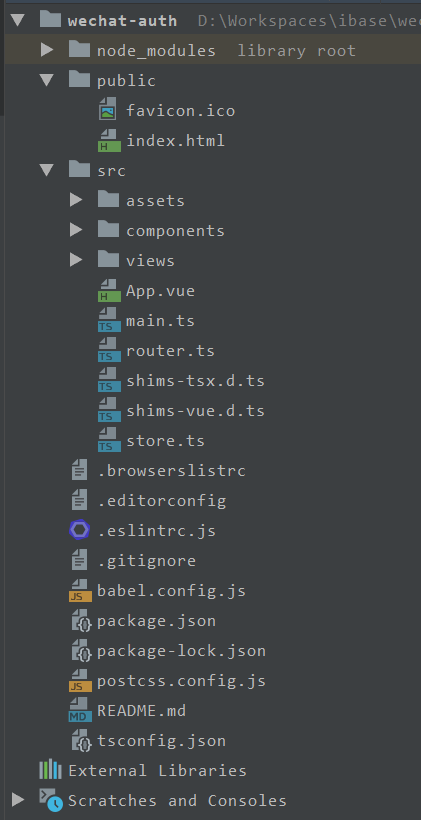 wechat-auth D:\Workspaces\ibase\wec
node_modules library root
public
favicon.ico
index.html
src
assets
components
views
App.vue
main.ts
router.ts
shims-tsx.d.ts
shims-vue.d.ts
store.ts
.browserslistrc
.editorconfig
.eslintrc.js
.gitignore
babel.config.js
package.json
package-lock.json
postcss.config.js
README.md
tsconfig.json
External Libraries
Scratches and Consoles